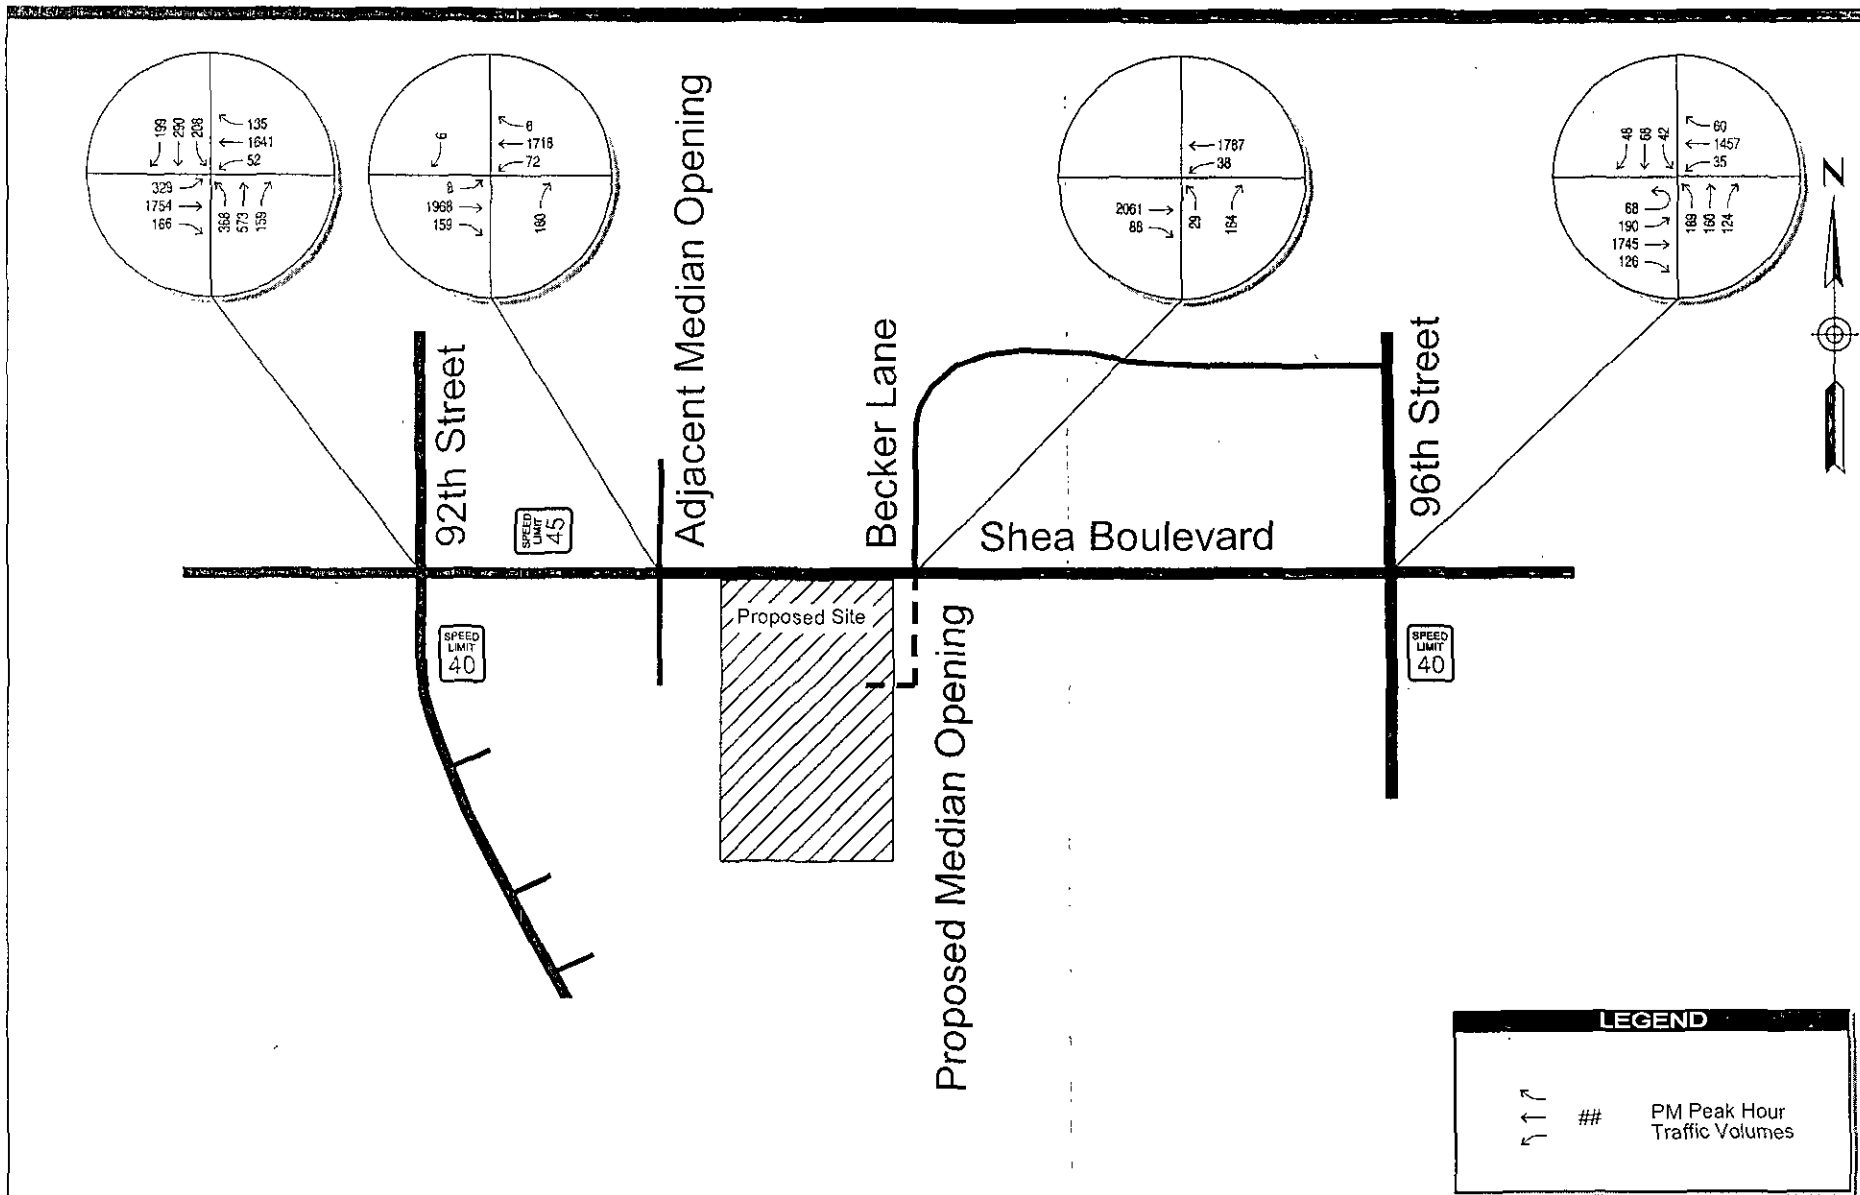 199
290
208
135
1641
52
329
1754
166
368
573
159
6
1718
72
8
1968
159
160
1787
38
2061
88
29
164
48
68
42
60
1457
35
68
190
1745
126
124
Adjacent Median Opening
92th Street
SPEED
LIMIT
45
Becker Lane
Shea Boulevard
96th Street
N
Proposed Site
SPEED
LIMIT
40
SPEED
LIMIT
40
Proposed Median Opening
LEGEND
##
PM Peak Hour
Traffic Volumes